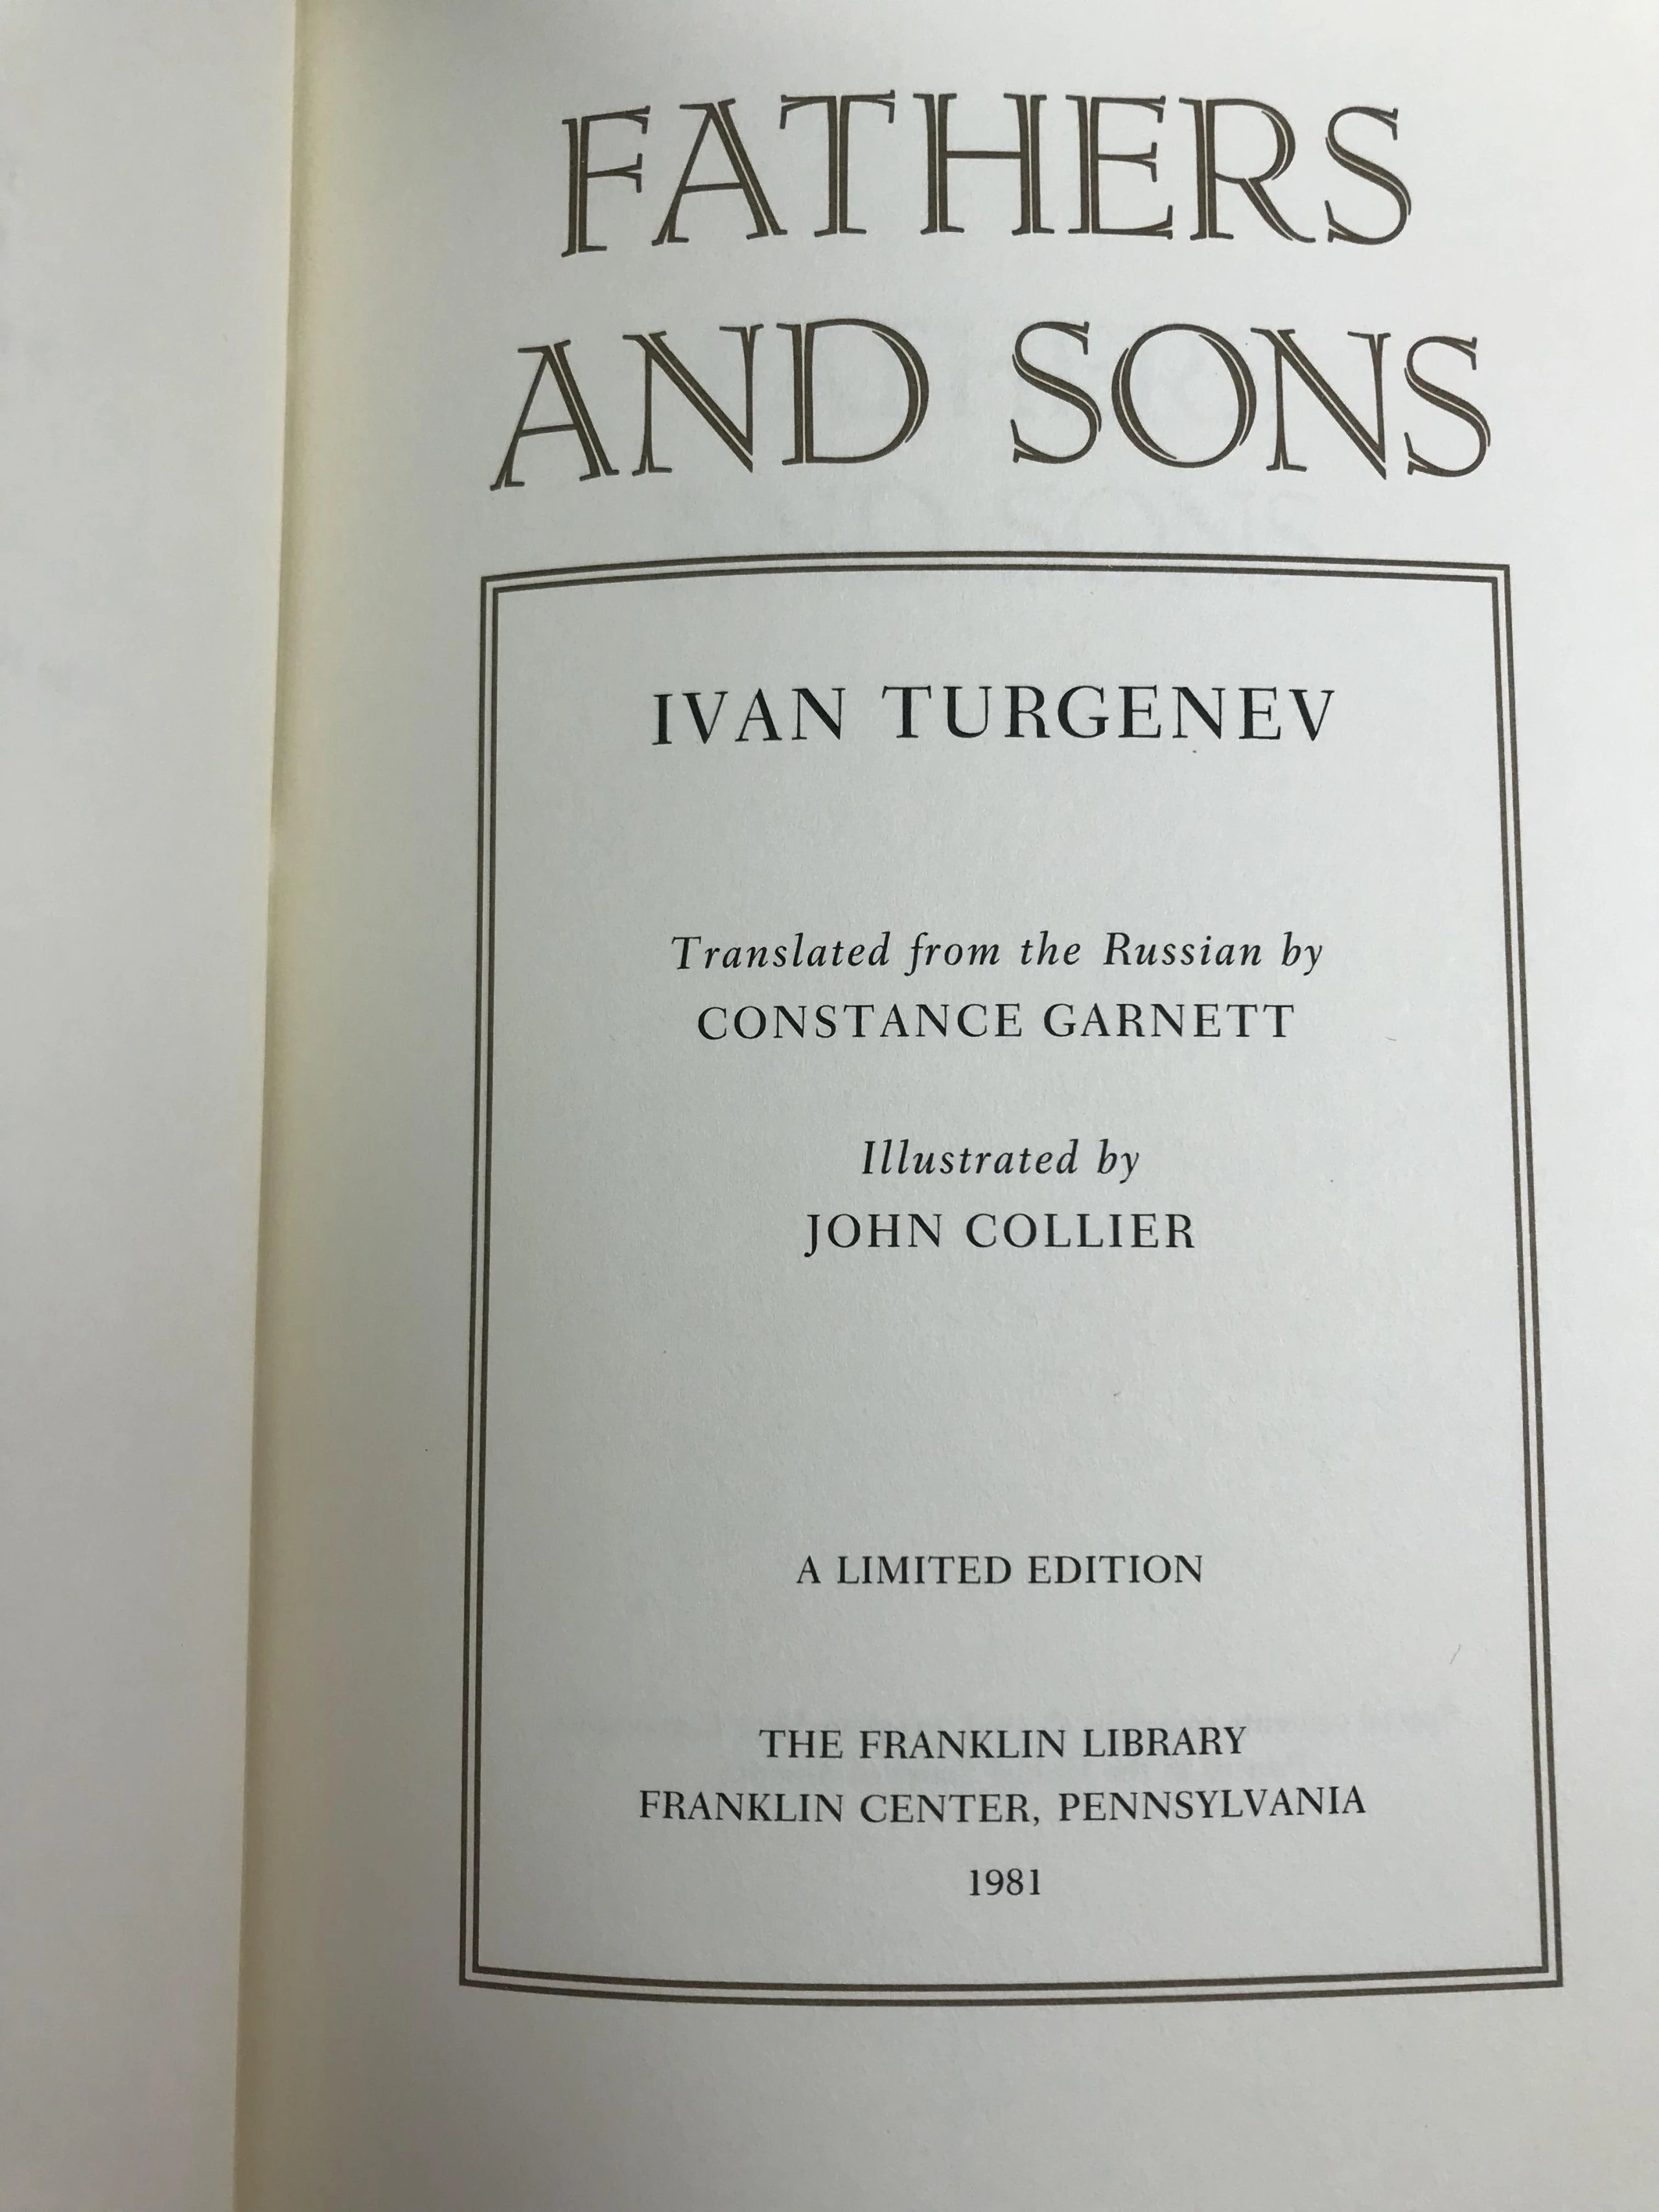 FATHERS
AND SONS
IVAN TURGENEV
Translated from the Russian by
CONSTANCE GARNETT
Illustrated by
JOHN COLLIER
A LIMITED EDITION
THE FRANKLIN LIBRARY
FRANKLIN CENTER, PENNSYLVANIA
1981